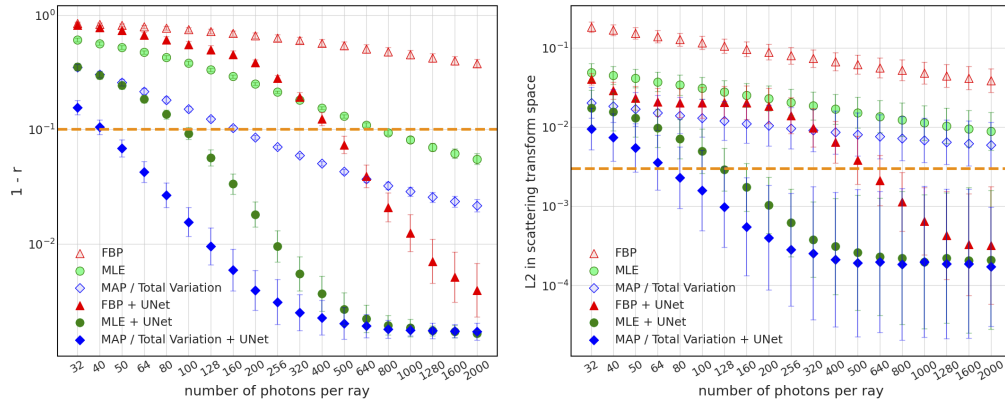 10⁰
10⁻¹
10⁻²
1 - r
FBP
MLE
MAP / Total Variation
FBP + UNet
MLE + UNet
MAP / Total Variation + UNet
32 40 50 64 80 100 128 160 200 256 320 400 500 640 800 1000 1280 1600 2000
number of photons per ray
10⁻¹
10⁻²
10⁻³
10⁻⁴
L2 in scattering transform space
FBP
MLE
MAP / Total Variation
FBP + UNet
MLE + UNet
MAP / Total Variation + UNet
32 40 50 64 80 100 128 160 200 256 320 400 500 640 800 1000 1280 1600 2000
number of photons per ray